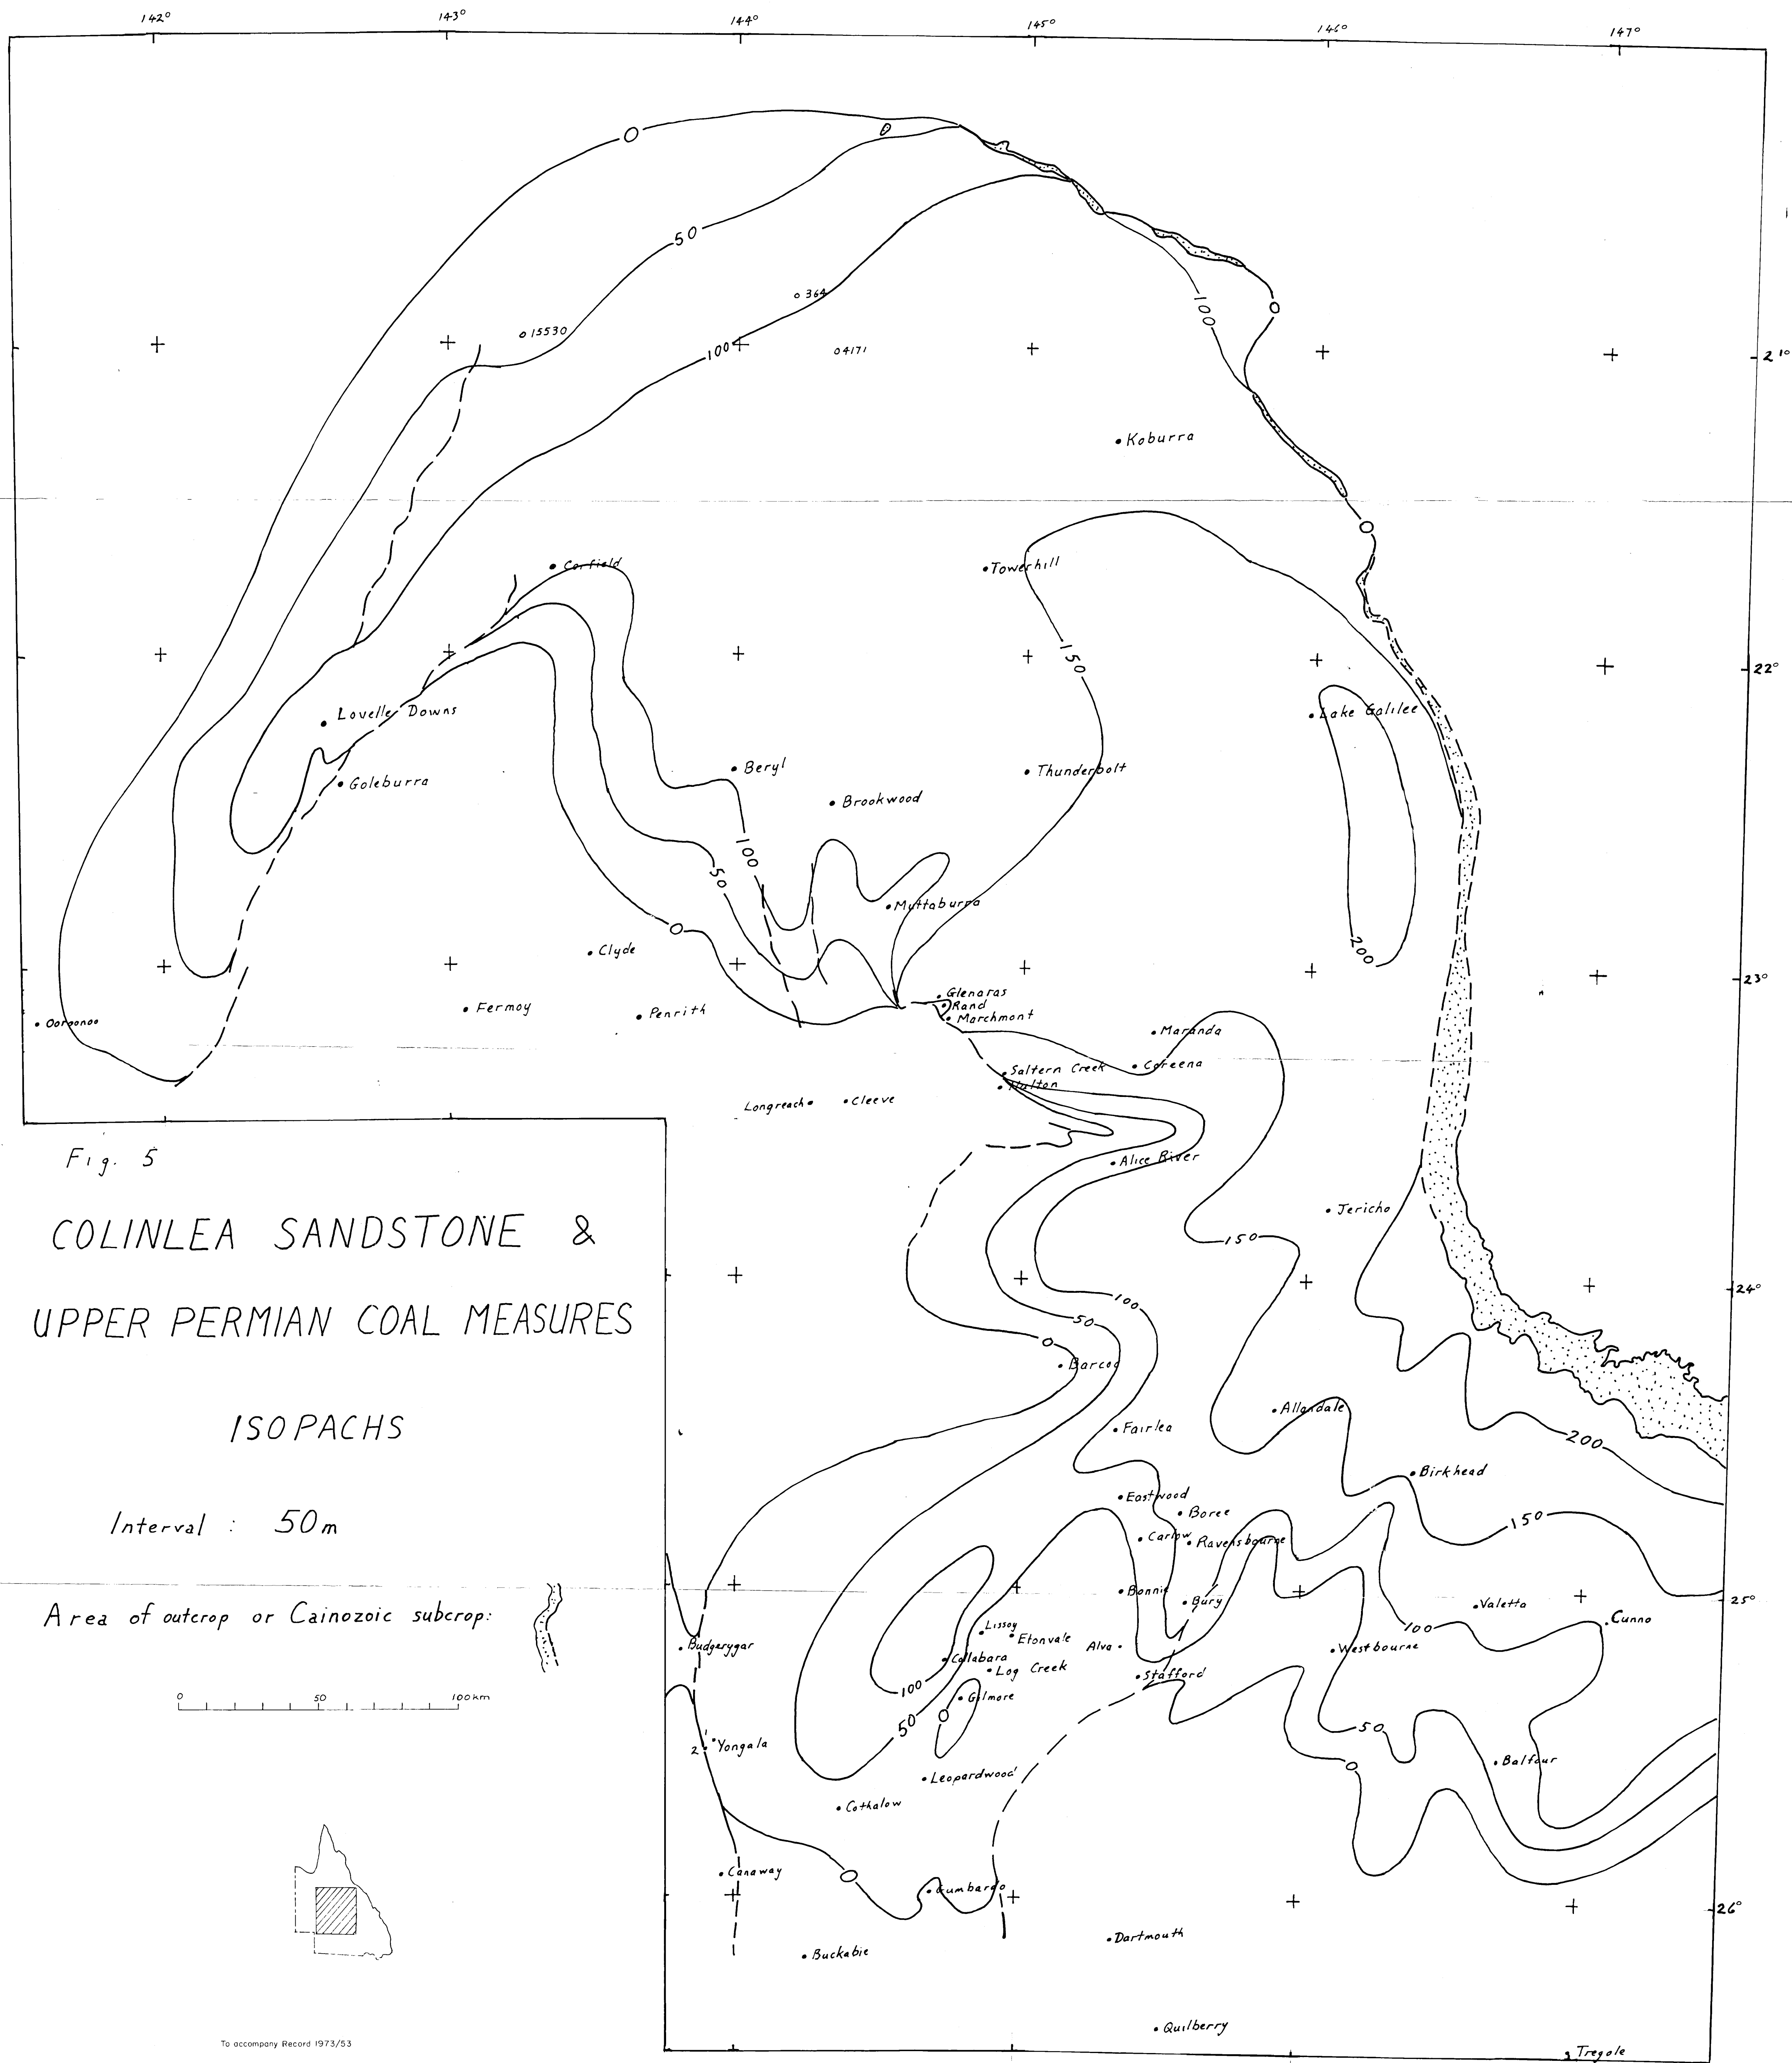 142° 143° 144° 145° 146° 147°
0
0
50
364
15530
100
4171
100
0
21°
Koburra
0
Corfield
Towerhill
150
22°
Lovelle Downs
Lake Galilee
Goleburra
Beryl
Thunderbolt
Brookwood
100
50
Muttaburra
0
200
Clyde
23°
Fermoy
Penrith
Glenaras
Rand
Marchmont
Maranda
Saltern Creek
Coreena
Hulton
Longreach
Cleeve
Alice River
Jericho
150
24°
100
50
0
Barcoo
Allandale
Fairlea
200
Birkhead
Eastwood
Boree
150
Carlow
Ravensbourne
Bonnie
Bury
25°
Valetta
Cunno
100
Lissoy
Etonvale
Alva
Westbourne
Budgerygar
Collabara
Log Creek
Stafford
100
Gilmore
0
50
50
1
2
Yongala
0
Balfour
Leopardwood
Cothalow
Canaway
0
Gumbardo
26°
Dartmouth
Buckabie
Quilberry
Tregole
Fig. 5
COLINLEA SANDSTONE &
UPPER PERMIAN COAL MEASURES
ISOPACHS
Interval : 50m
Area of outcrop or Cainozoic subcrop:
0 50 100km
To accompany Record 1973/53